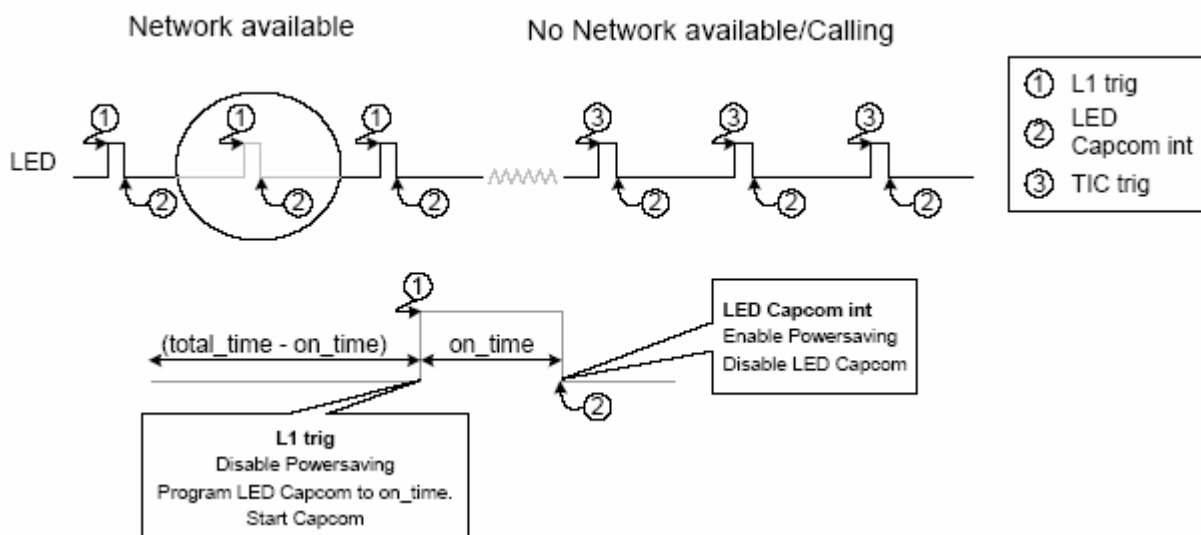 Network available
No Network available/Calling
1 L1 trig
2 LED
Capcom int
3 TIC trig
1 1 1 3 3 3
LED
2 2 2 2 2 2
1
(total_time - on_time) on_time
LED Capcom int
Enable Powersaving
Disable LED Capcom
2
L1 trig
Disable Powersaving
Program LED Capcom to on_time.
Start Capcom